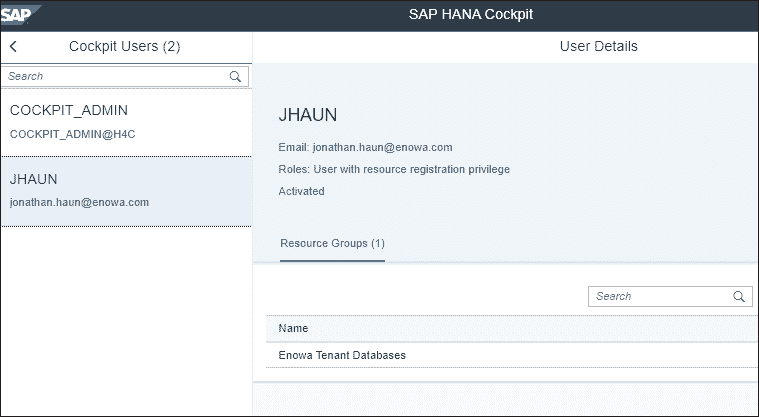 SAP
SAP HANA Cockpit
Cockpit Users (2)
User Details
Search
COCKPIT_ADMIN
COCKPIT_ADMIN@H4C
JHAUN
jonathan.haun@enowa.com
JHAUN
Email: jonathan.haun@enowa.com
Roles: User with resource registration privilege
Activated
Resource Groups (1)
Search
Name
Enowa Tenant Databases